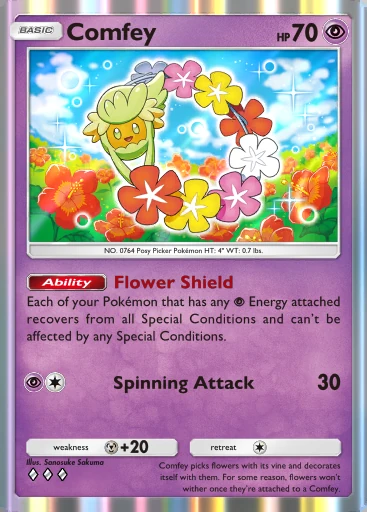 BASIC Comfey HP 70
NO. 0764 Posy Picker Pokémon HT: 4" WT: 0.7 lbs.
Ability Flower Shield
Each of your Pokémon that has any Energy attached
recovers from all Special Conditions and can't be
affected by any Special Conditions.
Spinning Attack 30
weakness +20 retreat
Illus. Sanosuke Sakuma
Comfey picks flowers with its vine and decorates
itself with them. For some reason, flowers won't
wither once they're attached to a Comfey.